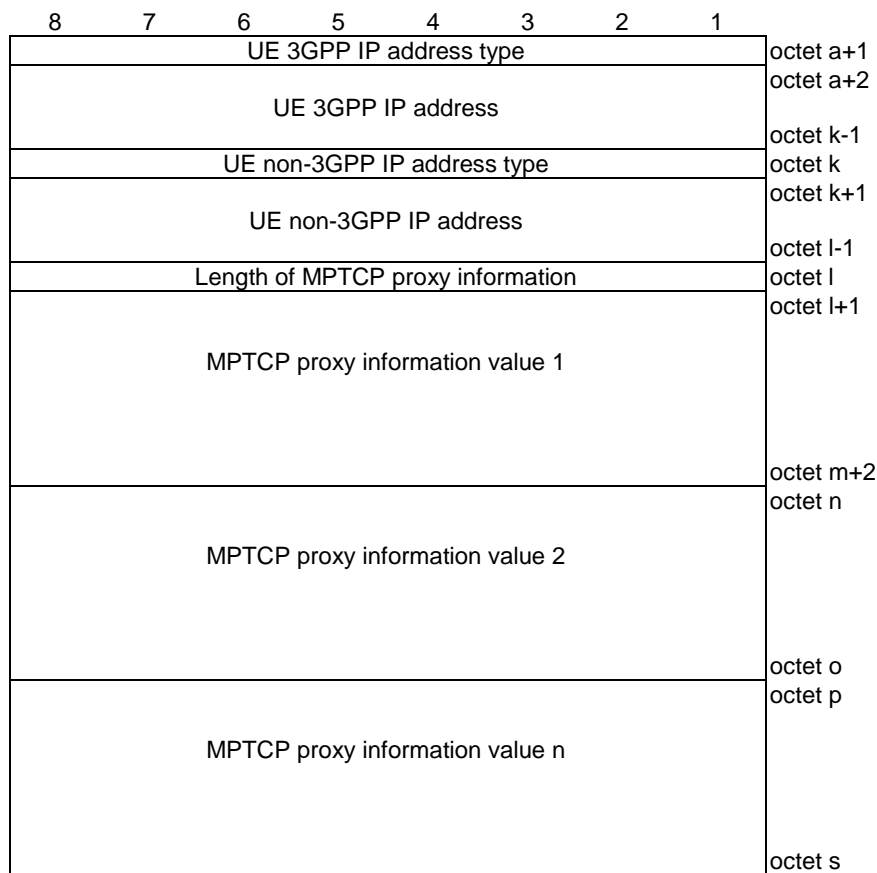 8 7 6 5 4 3 2 1
UE 3GPP IP address type octet a+1
octet a+2
UE 3GPP IP address
octet k-1
UE non-3GPP IP address type octet k
octet k+1
UE non-3GPP IP address
octet l-1
Length of MPTCP proxy information octet l
octet l+1
MPTCP proxy information value 1
octet m+2
octet n
MPTCP proxy information value 2
octet o
octet p
MPTCP proxy information value n
octet s